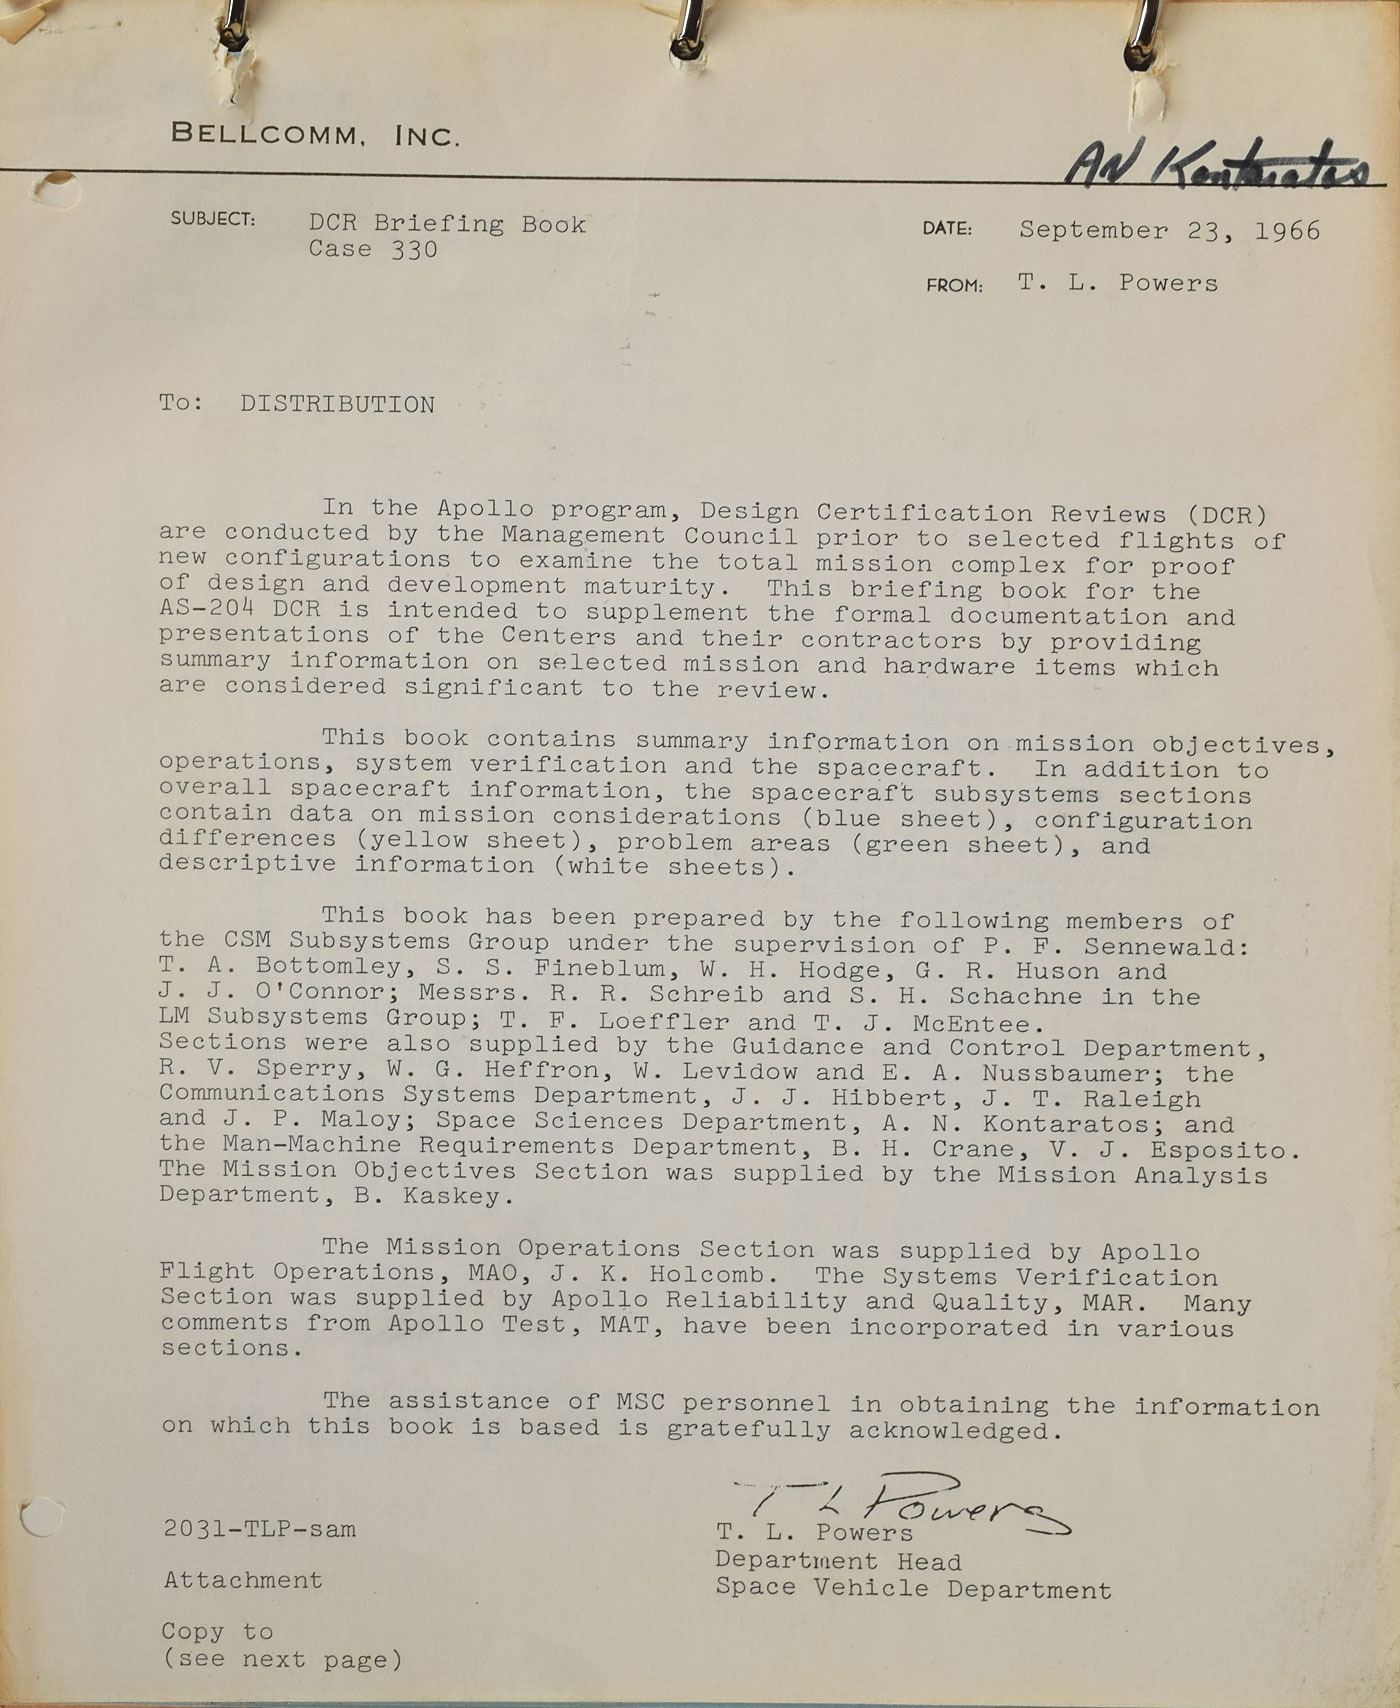 BELLCOMM, INC.
AN Kontaratos
SUBJECT: DCR Briefing Book
Case 330
DATE: September 23, 1966
FROM: T. L. Powers
To: DISTRIBUTION
In the Apollo program, Design Certification Reviews (DCR)
are conducted by the Management Council prior to selected flights of
new configurations to examine the total mission complex for proof
of design and development maturity. This briefing book for the
AS-204 DCR is intended to supplement the formal documentation and
presentations of the Centers and their contractors by providing
summary information on selected mission and hardware items which
are considered significant to the review.
This book contains summary information on mission objectives,
operations, system verification and the spacecraft. In addition to
overall spacecraft information, the spacecraft subsystems sections
contain data on mission considerations (blue sheet), configuration
differences (yellow sheet), problem areas (green sheet), and
descriptive information (white sheets).
This book has been prepared by the following members of
the CSM Subsystems Group under the supervision of P. F. Sennewald:
T. A. Bottomley, S. S. Fineblum, W. H. Hodge, G. R. Huson and
J. J. O'Connor; Messrs. R. R. Schreib and S. H. Schachne in the
LM Subsystems Group; T. F. Loeffler and T. J. McEntee.
Sections were also supplied by the Guidance and Control Department,
R. V. Sperry, W. G. Heffron, W. Levidow and E. A. Nussbaumer; the
Communications Systems Department, J. J. Hibbert, J. T. Raleigh
and J. P. Maloy; Space Sciences Department, A. N. Kontaratos; and
the Man-Machine Requirements Department, B. H. Crane, V. J. Esposito.
The Mission Objectives Section was supplied by the Mission Analysis
Department, B. Kaskey.
The Mission Operations Section was supplied by Apollo
Flight Operations, MAO, J. K. Holcomb. The Systems Verification
Section was supplied by Apollo Reliability and Quality, MAR. Many
comments from Apollo Test, MAT, have been incorporated in various
sections.
The assistance of MSC personnel in obtaining the information
on which this book is based is gratefully acknowledged.
T L Powers
2031-TLP-sam
T. L. Powers
Department Head
Space Vehicle Department
Attachment
Copy to
(see next page)